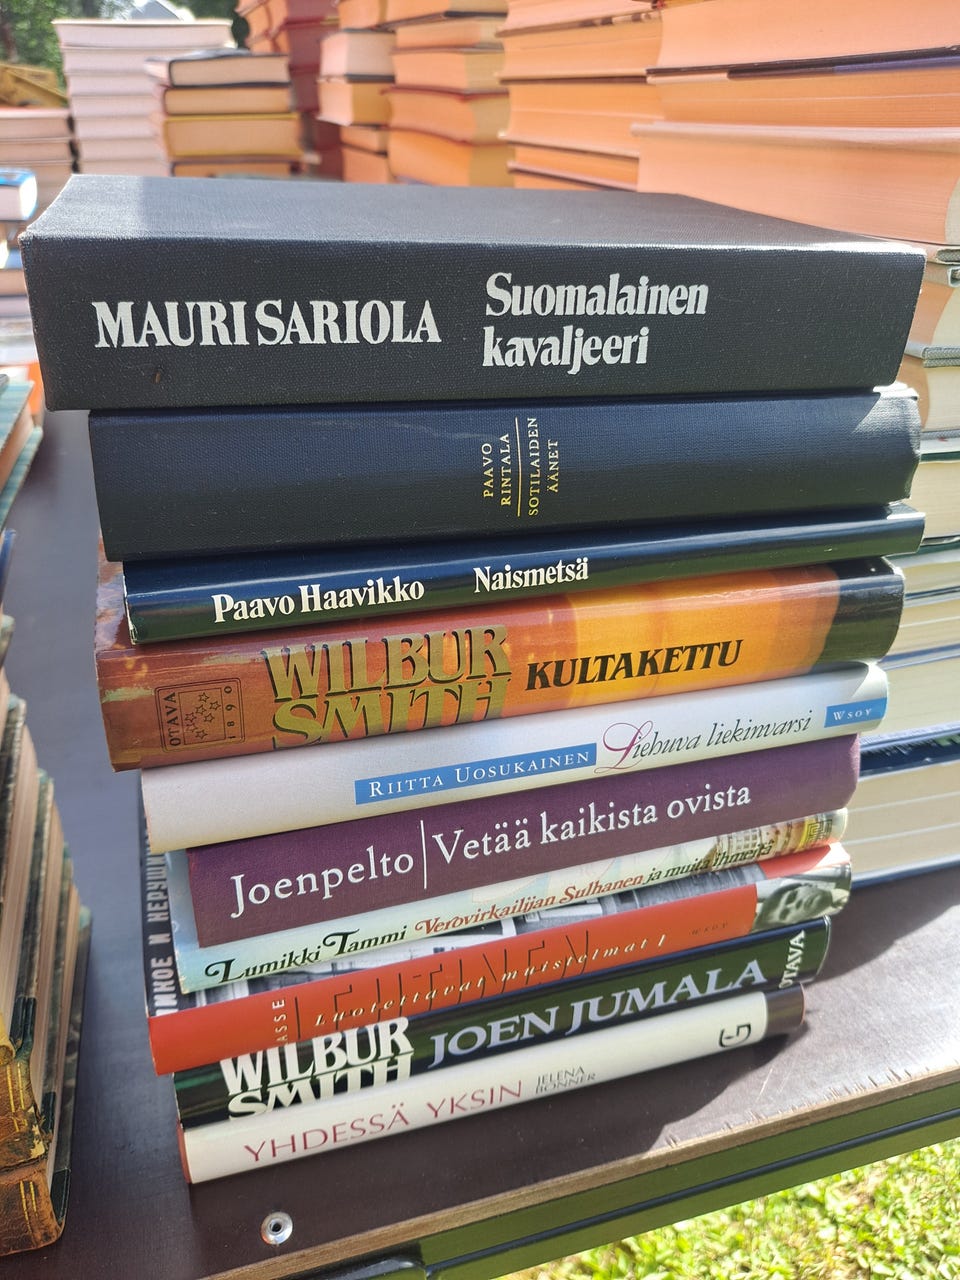 MAURI SARIOLA
Suomalainen
kavaljeeri
PAAVO
RINTALA
SOTILAIDEN
ÄÄNET
Paavo Haavikko
Naismetsä
OTAVA
1890
WILBUR
SMITH
KULTAKETTU
RIITTA UOSUKAINEN
Liehuva liekinvarsi
WSOY
Joenpelto
Vetää kaikista ovista
Lumikki Tammi
Verovirkailijan Sulhanen ja muita ihmeitä
ASSE
Luotettavat muistelmat 1
WSOY
WILBUR
SMITH
JOEN JUMALA
OTAVA
YHDESSÄ YKSIN
JELENA
BONNER